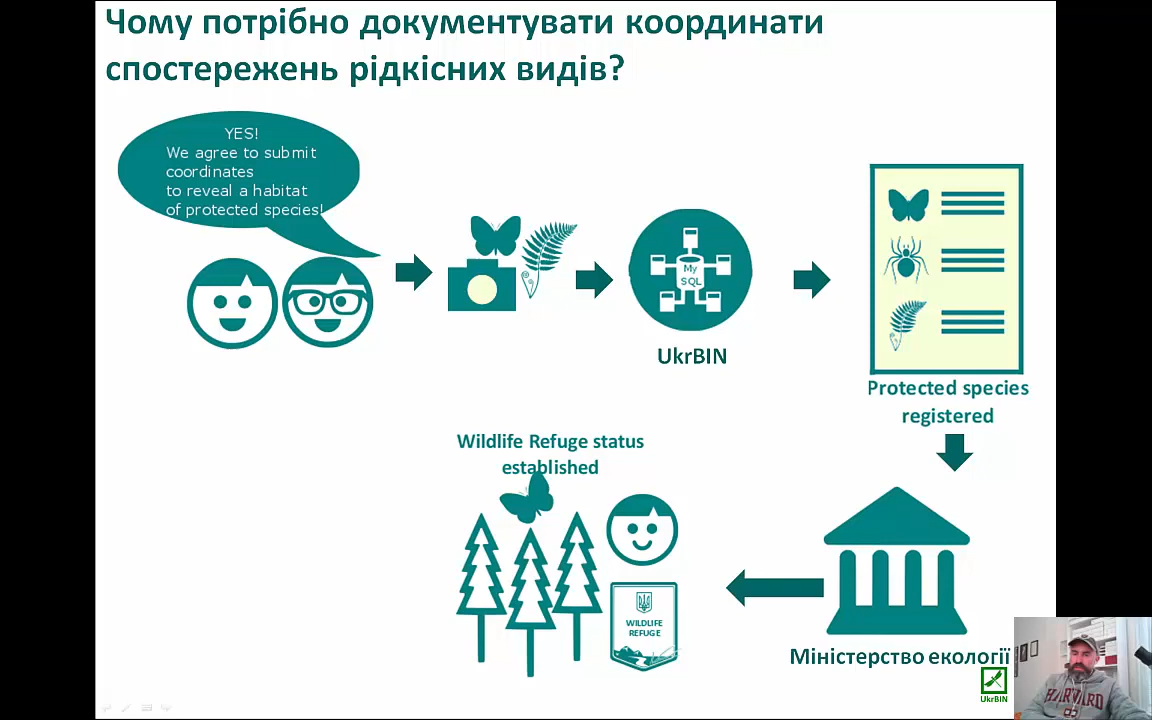 Чому потрібно документувати координати
спостережень рідкісних видів?
YES!
We agree to submit
coordinates
to reveal a habitat
of protected species!
My
SQL
UkrBIN
Protected species
registered
Wildlife Refuge status
established
WILDLIFE
REFUGE
Міністерство екології
UkrBIN
HARVARD